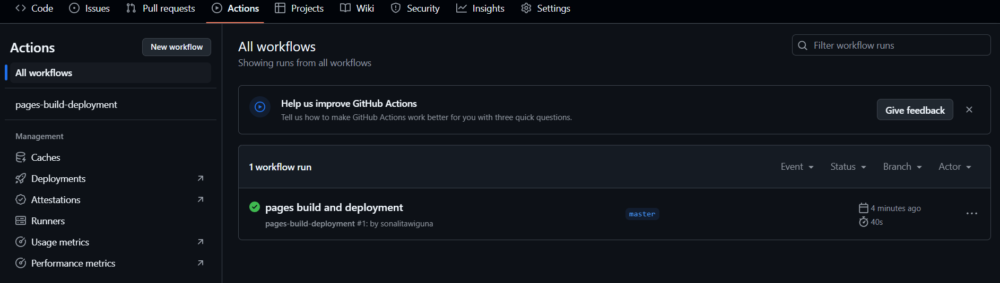 Code Issues Pull requests Actions Projects Wiki Security Insights Settings
Actions
New workflow
All workflows
pages-build-deployment
Management
Caches
Deployments
Attestations
Runners
Usage metrics
Performance metrics
All workflows
Showing runs from all workflows
Filter workflow runs
Help us improve GitHub Actions
Tell us how to make GitHub Actions work better for you with three quick questions.
Give feedback
1 workflow run
Event Status Branch Actor
pages build and deployment
pages-build-deployment #1: by sonalitawiguna
master
4 minutes ago
40s